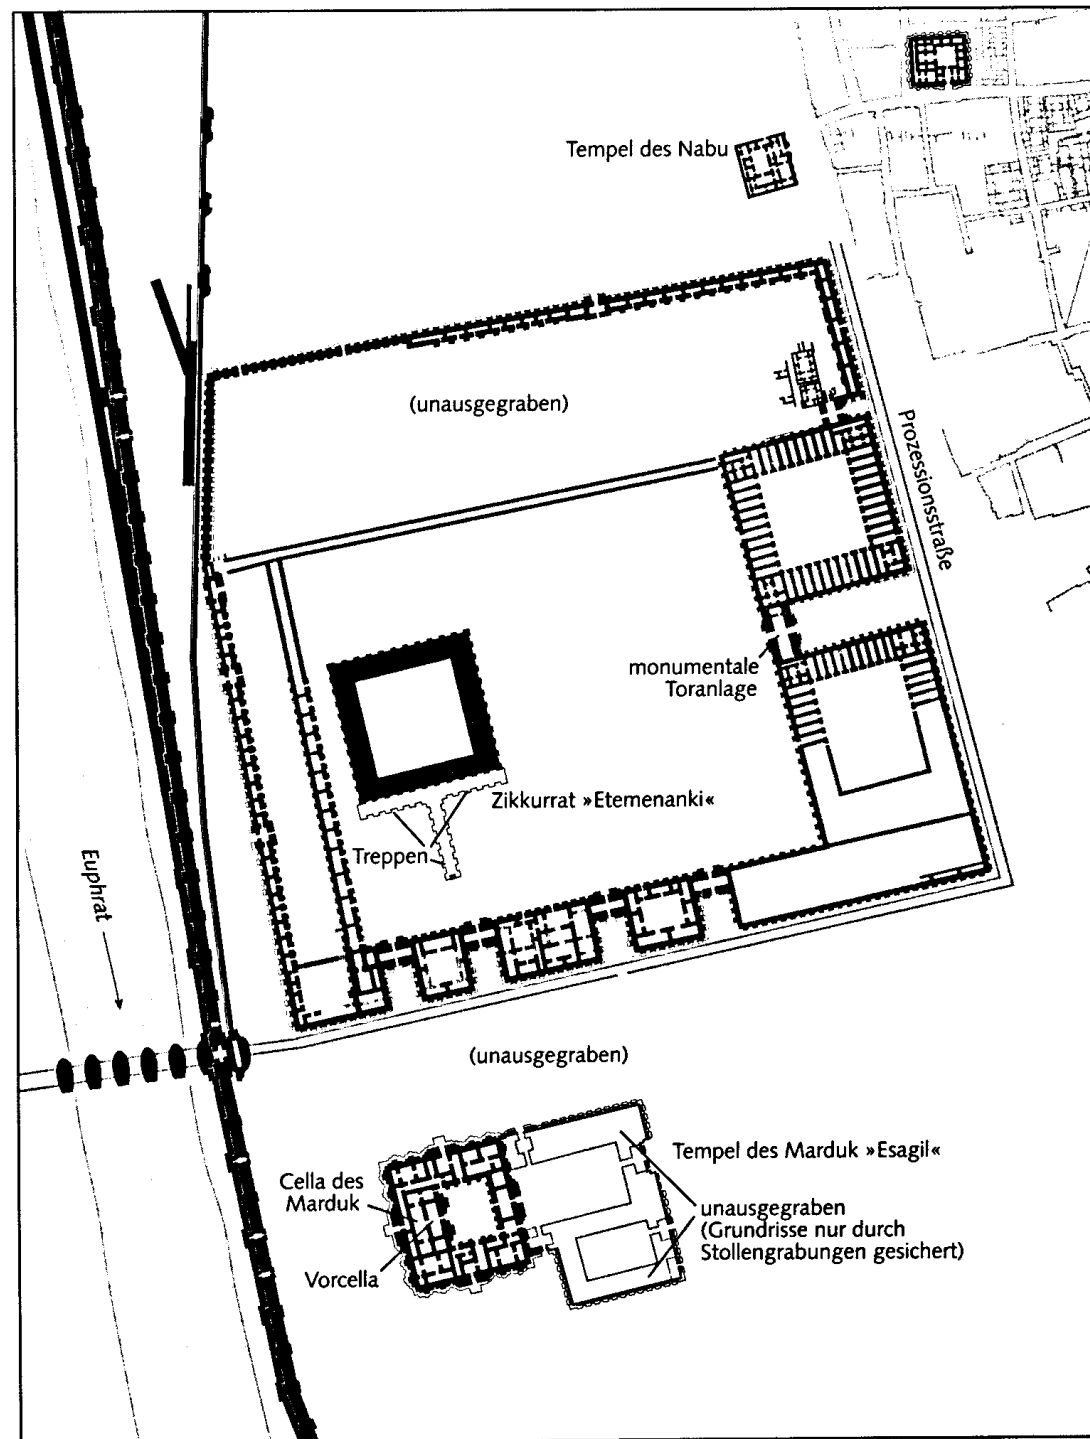 Tempel des Nabu
(unausgegraben)
Prozessionsstraße
monumentale
Toranlage
Zikkurrat »Etemenanki«
Treppen
Euphrat
(unausgegraben)
Tempel des Marduk »Esagil«
Cella des
Marduk
unausgegraben
(Grundrisse nur durch
Stollengrabungen gesichert)
Vorcella